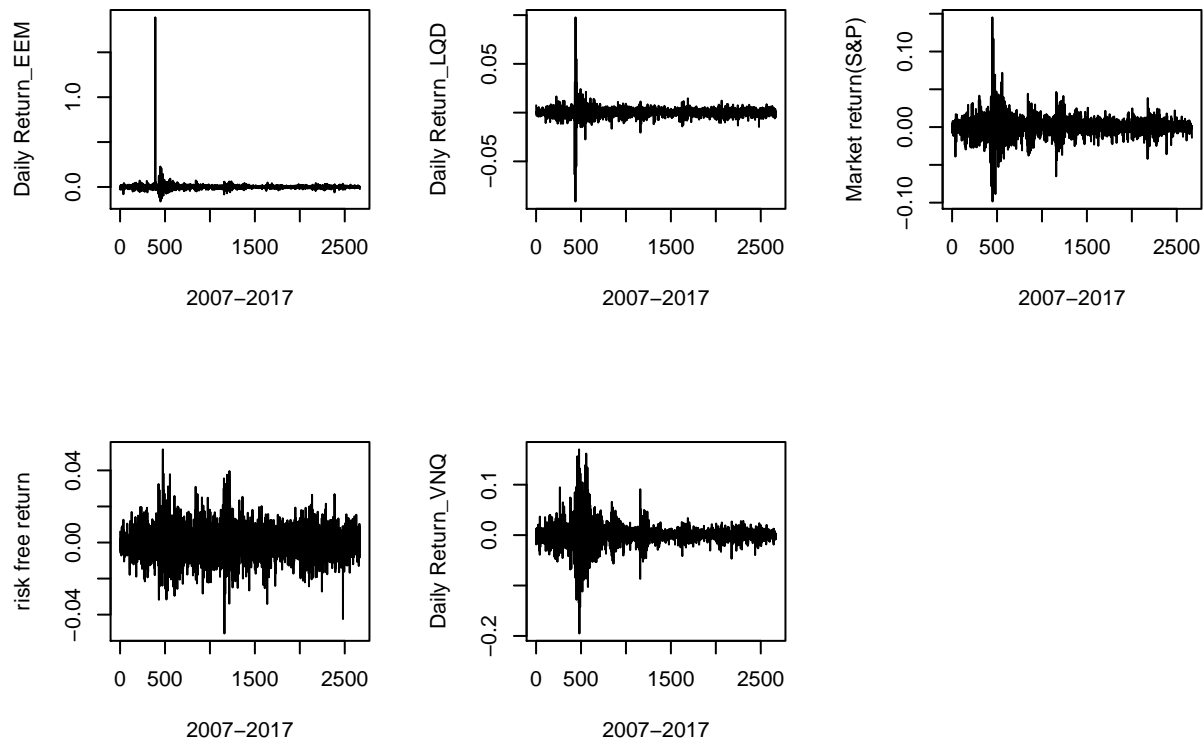 Daily Return_EEM
0.0 1.0
0 500 1500 2500
2007−2017
Daily Return_LQD
−0.05 0.05
0 500 1500 2500
2007−2017
Market return(S&P)
−0.10 0.00 0.10
0 500 1500 2500
2007−2017
risk free return
−0.04 0.00 0.04
0 500 1500 2500
2007−2017
Daily Return_VNQ
−0.2 0.0 0.1
0 500 1500 2500
2007−2017